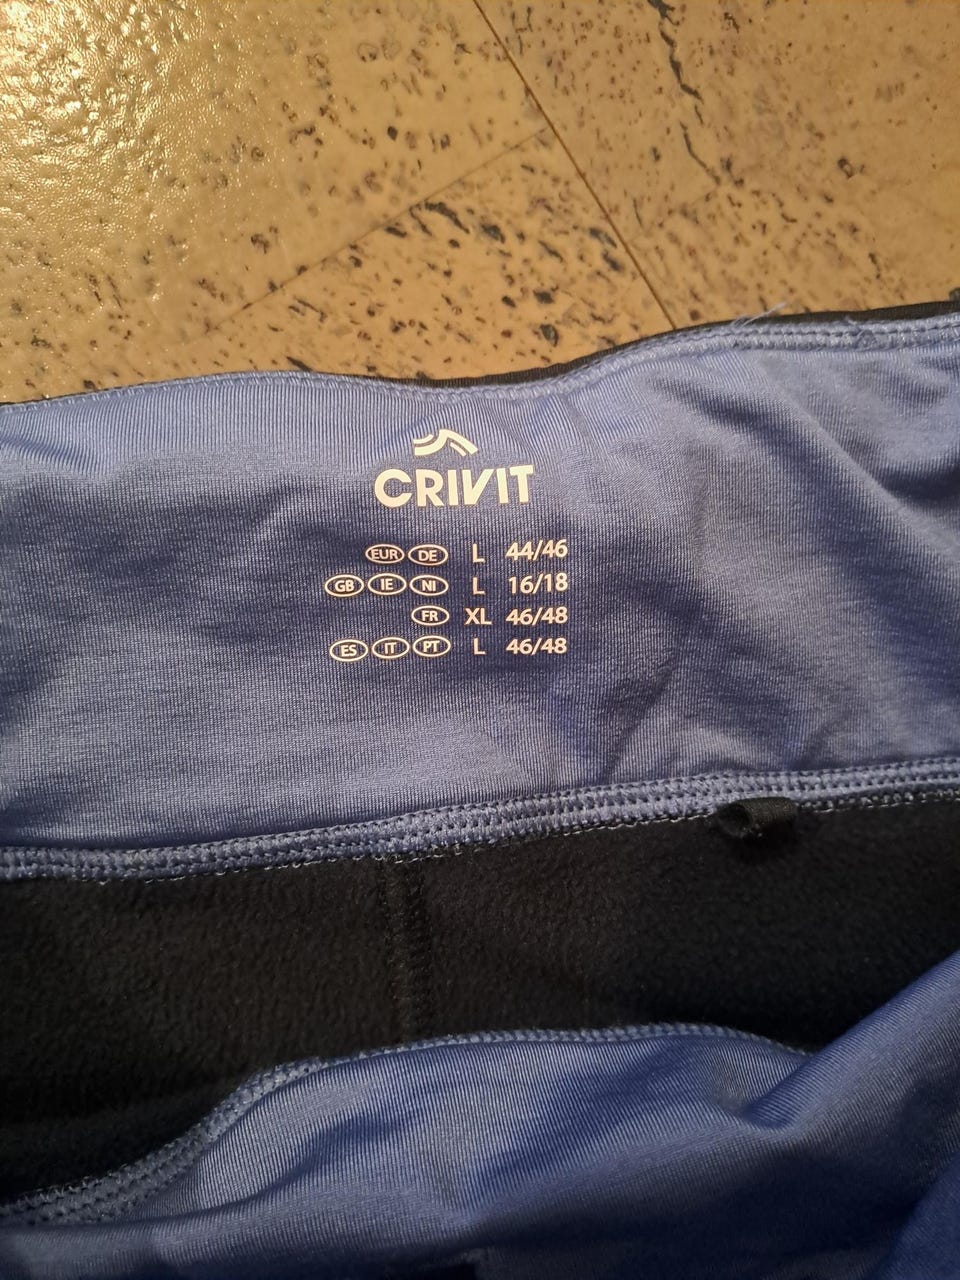 CRIVIT
EUR DE L 44/46
GB IE NI L 16/18
FR XL 46/48
ES IT PT L 46/48